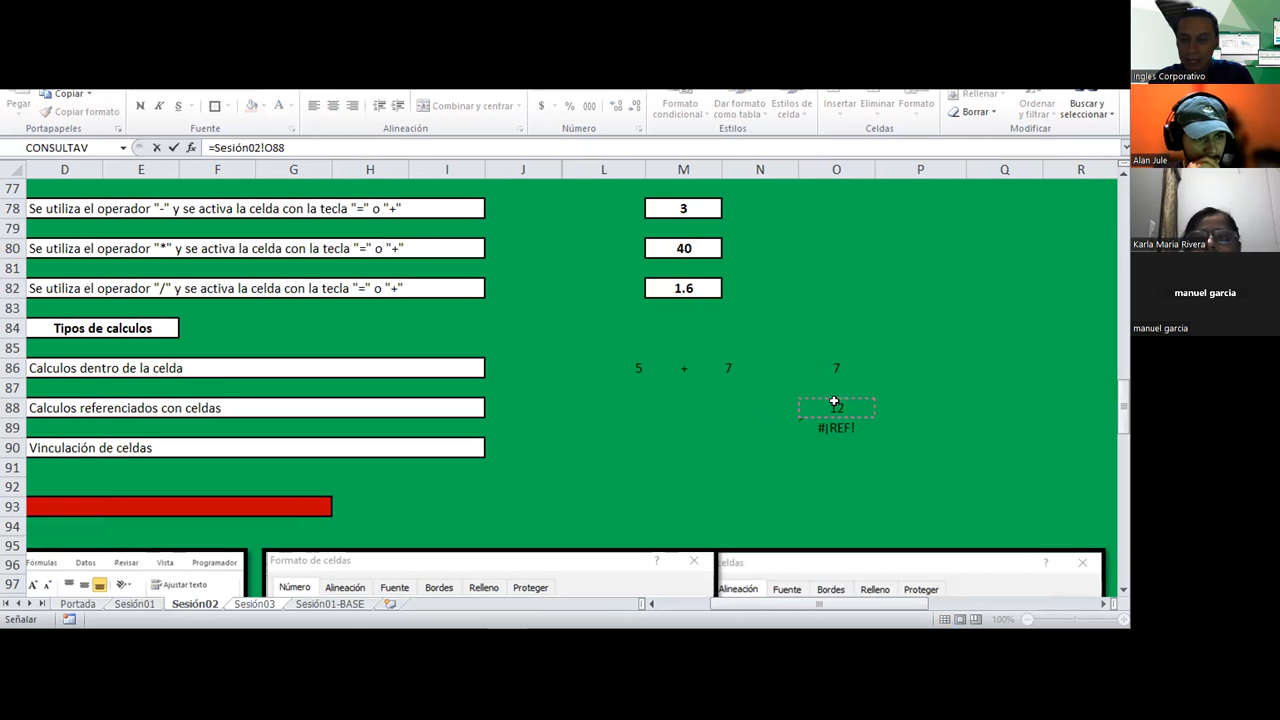 Copiar
Rellenar
Pegar
Copiar formato
N K S
A A
Combinar y centrar
$ % 000
Formato condicional
Dar formato como tabla
Estilos de celda
Insertar Eliminar Formato
Borrar
Ordenar y filtrar
Buscar y seleccionar
Portapapeles Fuente Alineación Número Estilos Celdas Modificar
CONSULTAV
=Sesión02!O88
D E F G H I J L M N O P Q R
77
78 Se utiliza el operador "-" y se activa la celda con la tecla "=" o "+" 3
79
80 Se utiliza el operador "*" y se activa la celda con la tecla "=" o "+" 40
81
82 Se utiliza el operador "/" y se activa la celda con la tecla "=" o "+" 1.6
83
84 Tipos de calculos
85
86 Calculos dentro de la celda 5 + 7 7
87
88 Calculos referenciados con celdas 12
89 #¡REF!
90 Vinculación de celdas
91
92
93
94
95
96 Fórmulas Datos Revisar Vista Programador
Formato de celdas ? ×
celdas ? ×
97 A A Ajustar texto
Número Alineación Fuente Bordes Relleno Proteger
Alineación Fuente Bordes Relleno Proteger
Portada Sesión01 Sesión02 Sesión03 Sesión01-BASE
Señalar
100%
Ingles Corporativo
Alan Jule
Karla Maria Rivera
manuel garcia
manuel garcia